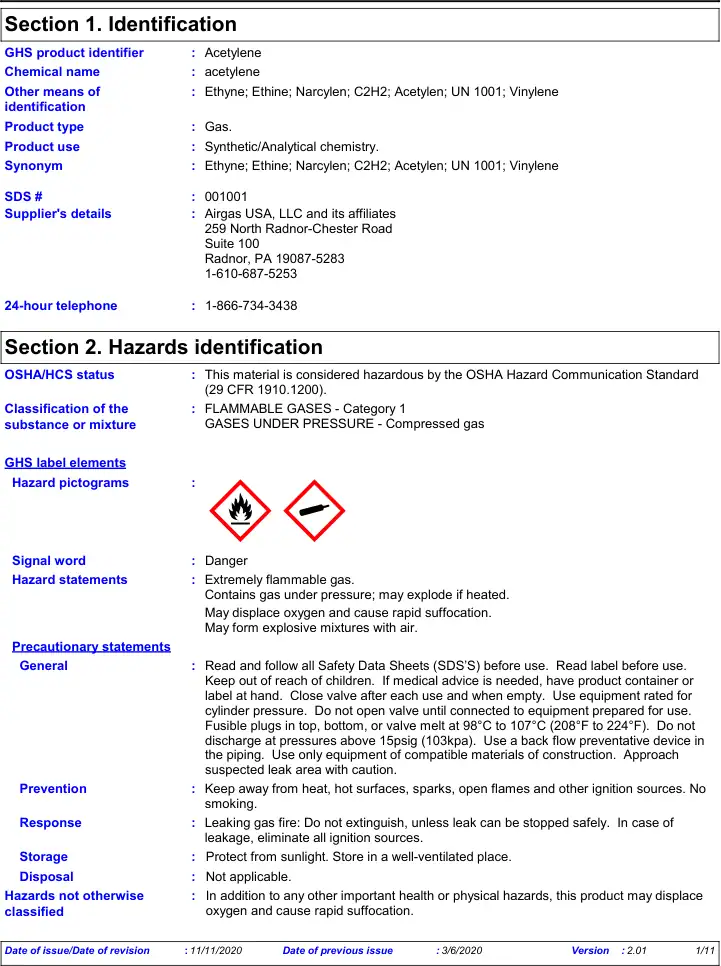 Section 1. Identification
GHS product identifier : Acetylene
Chemical name : acetylene
Other means of : Ethyne; Ethine; Narcylen; C2H2; Acetylen; UN 1001; Vinylene
identification
Product type : Gas.
Product use : Synthetic/Analytical chemistry.
Synonym : Ethyne; Ethine; Narcylen; C2H2; Acetylen; UN 1001; Vinylene
SDS # : 001001
Supplier's details : Airgas USA, LLC and its affiliates
259 North Radnor-Chester Road
Suite 100
Radnor, PA 19087-5283
1-610-687-5253
24-hour telephone : 1-866-734-3438
Section 2. Hazards identification
OSHA/HCS status : This material is considered hazardous by the OSHA Hazard Communication Standard
(29 CFR 1910.1200).
Classification of the : FLAMMABLE GASES - Category 1
substance or mixture GASES UNDER PRESSURE - Compressed gas
GHS label elements
Hazard pictograms :
Signal word : Danger
Hazard statements : Extremely flammable gas.
Contains gas under pressure; may explode if heated.
May displace oxygen and cause rapid suffocation.
May form explosive mixtures with air.
Precautionary statements
General : Read and follow all Safety Data Sheets (SDS'S) before use. Read label before use.
Keep out of reach of children. If medical advice is needed, have product container or
label at hand. Close valve after each use and when empty. Use equipment rated for
cylinder pressure. Do not open valve until connected to equipment prepared for use.
Fusible plugs in top, bottom, or valve melt at 98°C to 107°C (208°F to 224°F). Do not
discharge at pressures above 15psig (103kpa). Use a back flow preventative device in
the piping. Use only equipment of compatible materials of construction. Approach
suspected leak area with caution.
Prevention : Keep away from heat, hot surfaces, sparks, open flames and other ignition sources. No
smoking.
Response : Leaking gas fire: Do not extinguish, unless leak can be stopped safely. In case of
leakage, eliminate all ignition sources.
Storage : Protect from sunlight. Store in a well-ventilated place.
Disposal : Not applicable.
Hazards not otherwise : In addition to any other important health or physical hazards, this product may displace
classified oxygen and cause rapid suffocation.
Date of issue/Date of revision : 11/11/2020 Date of previous issue : 3/6/2020 Version : 2.01 1/11